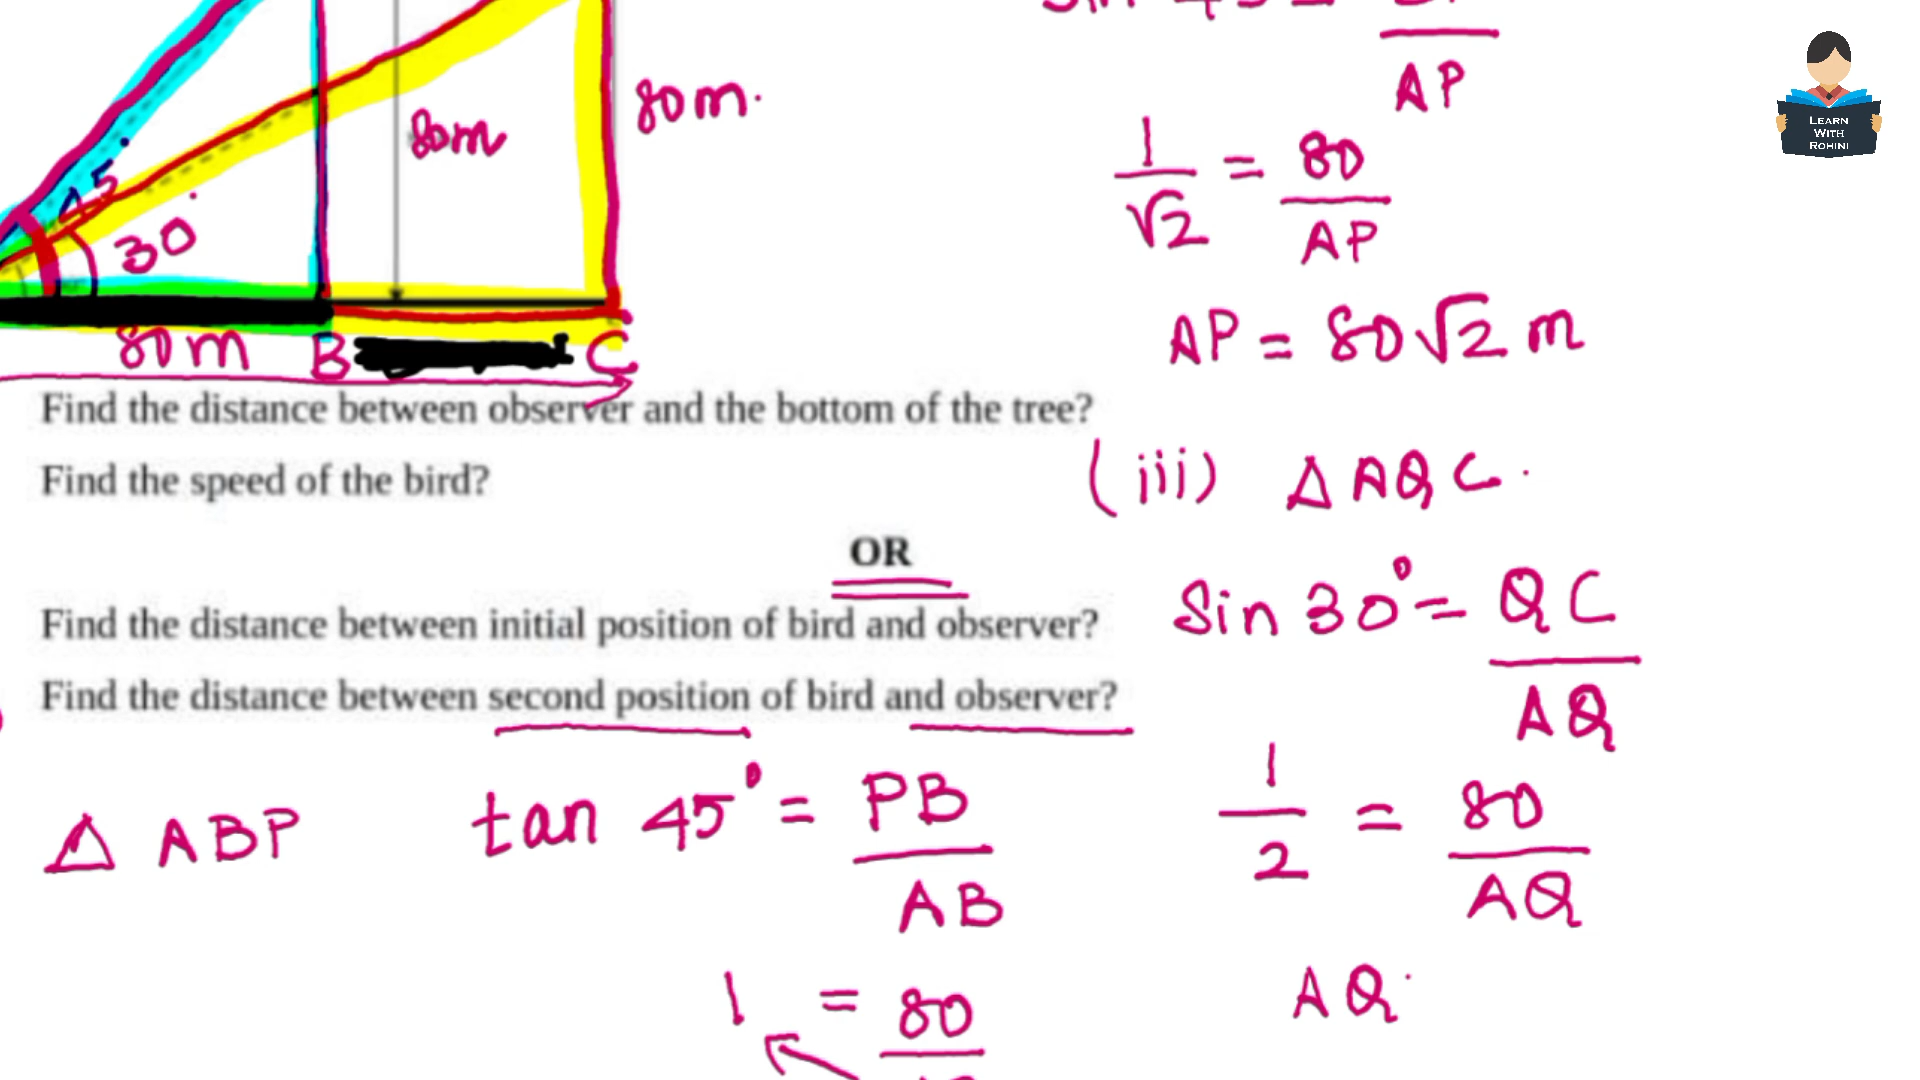 sin 45 =
AP
80m.
80m
45°
30°
80m B C
1/√2 = 80/AP
AP = 80√2 m
LEARN
WITH
ROHINI
Find the distance between observer and the bottom of the tree?
Find the speed of the bird?
OR
Find the distance between initial position of bird and observer?
Find the distance between second position of bird and observer?
(iii) Δ AQC.
Sin 30° = QC/AQ
1/2 = 80/AQ
AQ
Δ ABP tan 45° = PB/AB
1 = 80